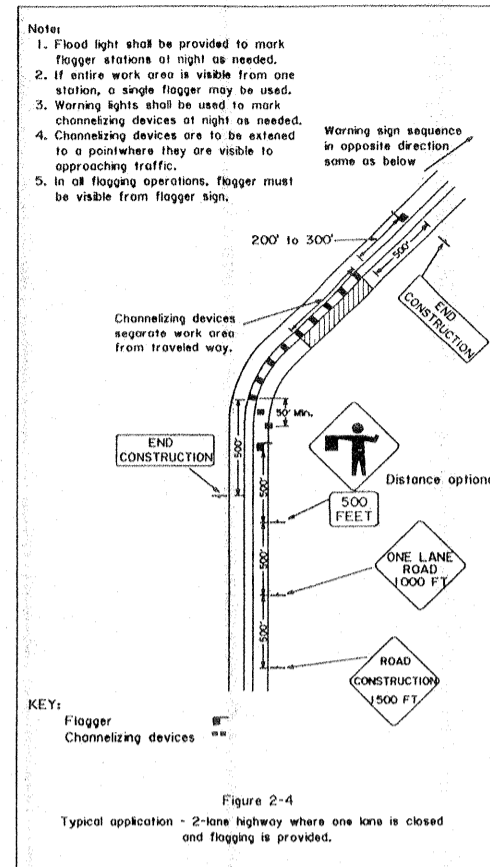 Note:
1. Flood light shall be provided to mark
flagger stations at night as needed.
2. If entire work area is visible from one
station, a single flagger may be used.
3. Warning lights shall be used to mark
channelizing devices at night as needed.
4. Channelizing devices are to be extened
to a pointwhere they are visible to
approaching traffic.
5. In all flagging operations, flagger must
be visible from flagger sign.
Warning sign sequence
in opposite direction
same as below
200' to 300'
500'
END
CONSTRUCTION
Channelizing devices
segarate work area
from traveled way.
50' Min.
END
CONSTRUCTION
500'
Distance optiona
500
FEET
500'
ONE LANE
ROAD
1000 FT
500'
500'
ROAD
CONSTRUCTION
1500 FT.
KEY:
Flagger
Channelizing devices
Figure 2-4
Typical application - 2-lane highway where one lane is closed
and flagging is provided.